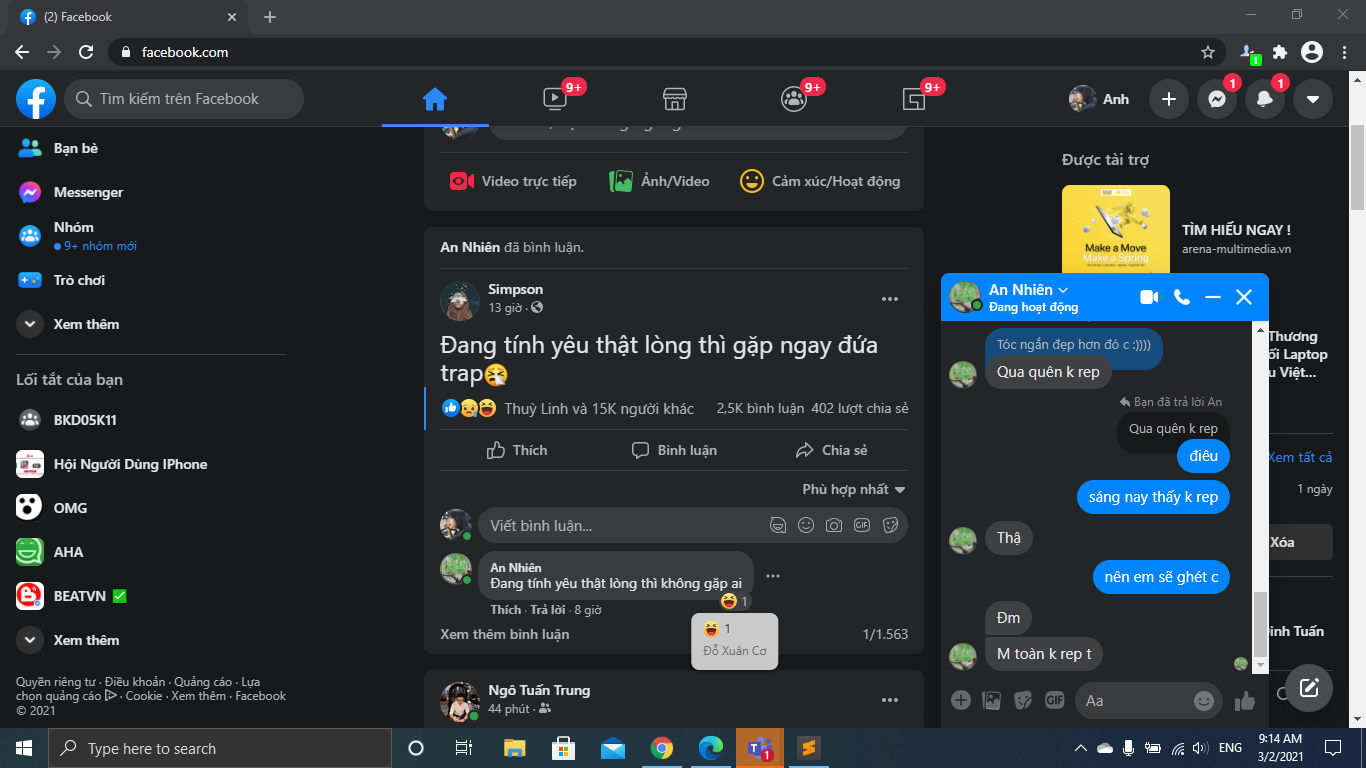 (2) Facebook
facebook.com
1
Tìm kiếm trên Facebook
9+
9+
9+
Anh
1
1
Bạn bè
Messenger
Nhóm
9+ nhóm mới
Trò chơi
Xem thêm
Lối tắt của bạn
BKD05K11
Hội Người Dùng IPhone
OMG
AHA
BEATVN ✅
Xem thêm
Quyền riêng tư · Điều khoản · Quảng cáo · Lựa
chọn quảng cáo · Cookie · Xem thêm · Facebook
© 2021
Video trực tiếp
Ảnh/Video
Cảm xúc/Hoạt động
An Nhiên đã bình luận.
Simpson
13 giờ ·
Đang tính yêu thật lòng thì gặp ngay đứa
trap🤧
Thuỳ Linh và 15K người khác
2,5K bình luận 402 lượt chia sẻ
Thích
Bình luận
Chia sẻ
Phù hợp nhất
Viết bình luận...
GIF
An Nhiên
Đang tính yêu thật lòng thì không gặp ai
😆 1
Thích · Trả lời · 8 giờ
😆 1
Đỗ Xuân Cơ
Xem thêm bình luận
1/1.563
Ngô Tuấn Trung
44 phút ·
Được tài trợ
Make a Move
Make a Spring
TÌM HIỂU NGAY !
arena-multimedia.vn
Thương
ối Laptop
u Việt...
Xem tất cả
1 ngày
Xóa
Đinh Tuấn
An Nhiên
Đang hoạt động
Tóc ngắn đẹp hơn đó c :))))
Qua quên k rep
Bạn đã trả lời An
Qua quên k rep
điêu
sáng nay thấy k rep
Thậ
nên em sẽ ghét c
Đm
M toàn k rep t
GIF
Aa
Type here to search
1
ENG
9:14 AM
3/2/2021